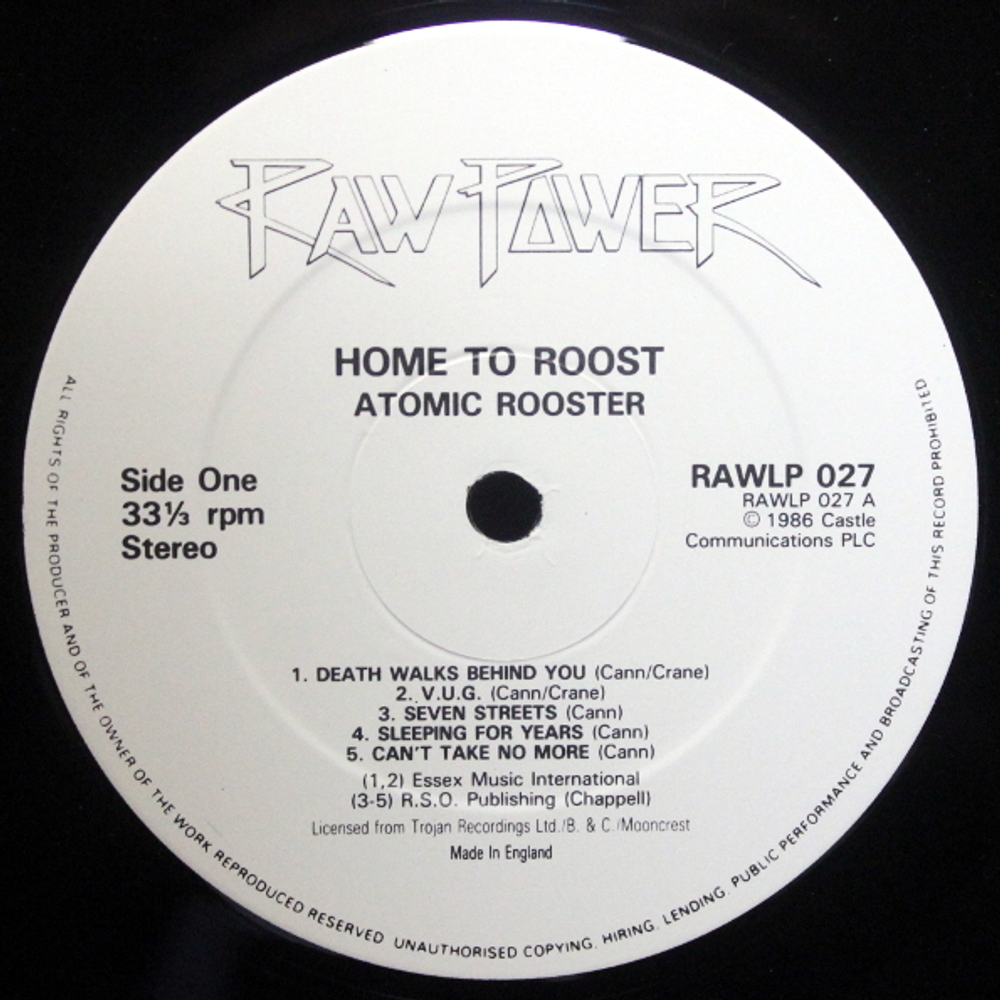 RAW POWER
HOME TO ROOST
ATOMIC ROOSTER
Side One
33⅓ rpm
Stereo
RAWLP 027
RAWLP 027 A
© 1986 Castle
Communications PLC
1. DEATH WALKS BEHIND YOU (Cann/Crane)
2. V.U.G. (Cann/Crane)
3. SEVEN STREETS (Cann)
4. SLEEPING FOR YEARS (Cann)
5. CAN'T TAKE NO MORE (Cann)
(1,2) Essex Music International
(3-5) R.S.O. Publishing (Chappell)
Licensed from Trojan Recordings Ltd./B. & C./Mooncrest
Made In England
ALL RIGHTS OF THE PRODUCER AND OF THE OWNER OF THE WORK REPRODUCED RESERVED UNAUTHORISED COPYING. HIRING. LENDING. PUBLIC PERFORMANCE AND BROADCASTING OF THIS RECORD PROHIBITED